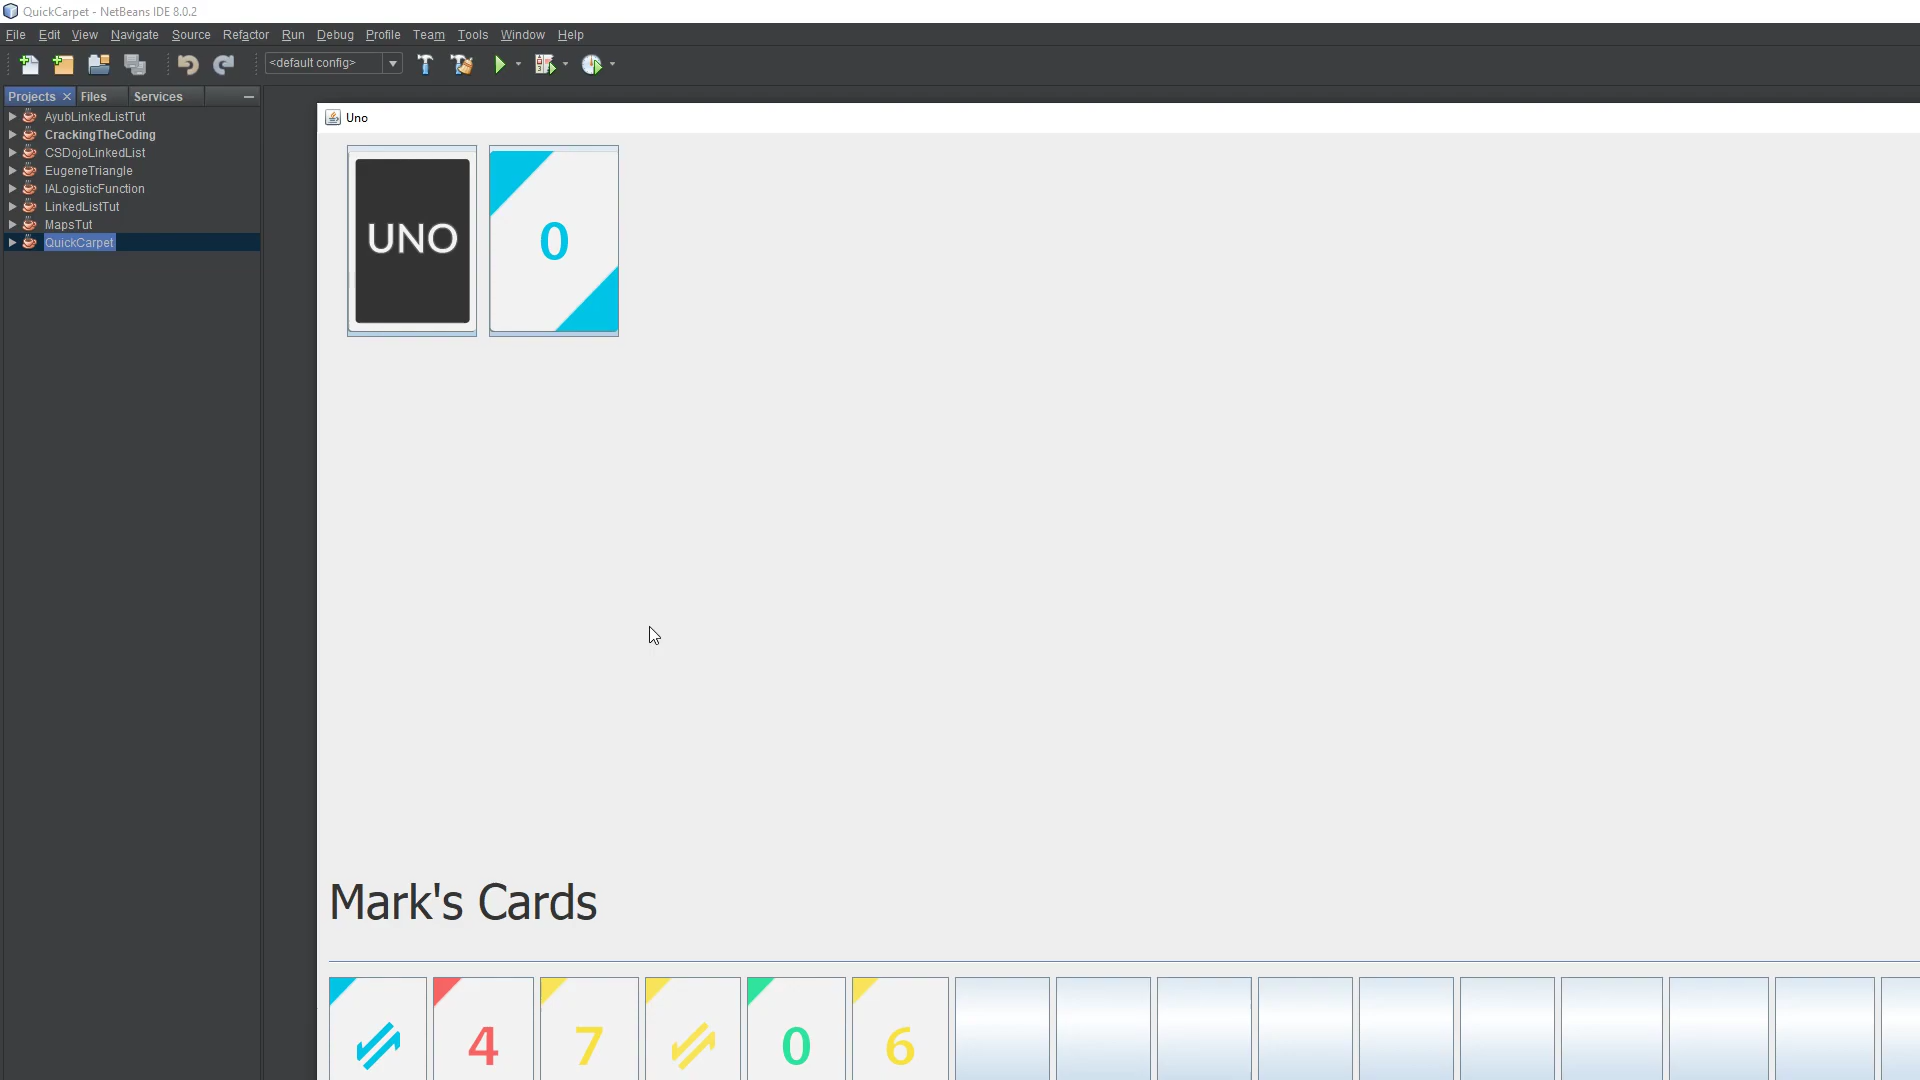 QuickCarpet - NetBeans IDE 8.0.2
File Edit View Navigate Source Refactor Run Debug Profile Team Tools Window Help
<default config>
Projects Files Services
AyubLinkedListTut
CrackingTheCoding
CSDojoLinkedList
EugeneTriangle
IALogisticFunction
LinkedListTut
MapsTut
QuickCarpet
Uno
UNO 0
Mark's Cards
4 7 0 6